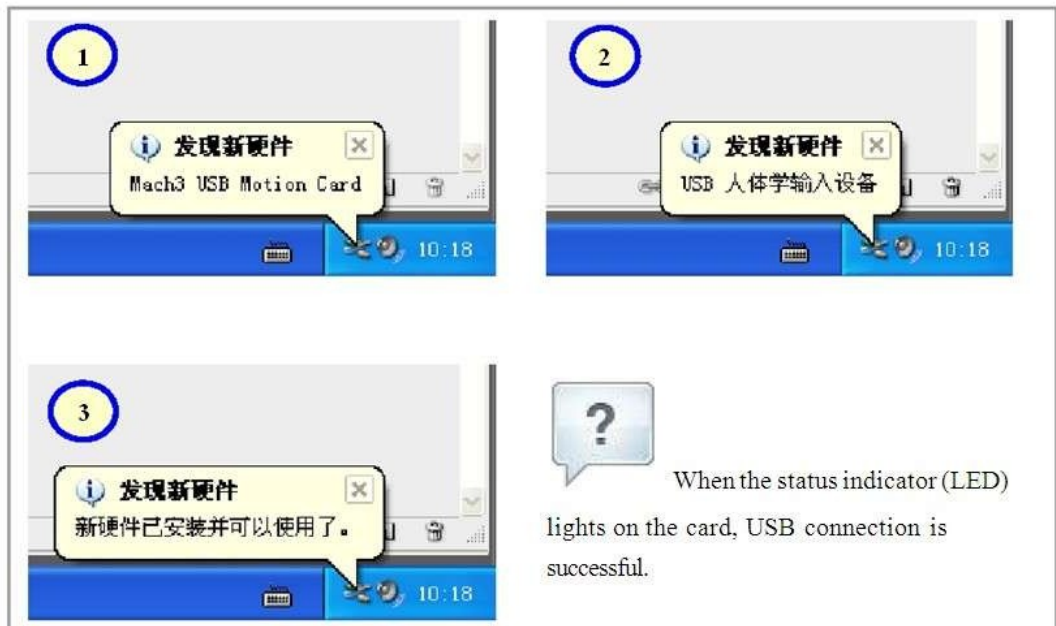 1
发现新硬件
Mach3 USB Motion Card
10:18
2
发现新硬件
USB 人体学输入设备
10:18
3
发现新硬件
新硬件已安装并可以使用了。
10:18
?
When the status indicator (LED)
lights on the card, USB connection is
successful.